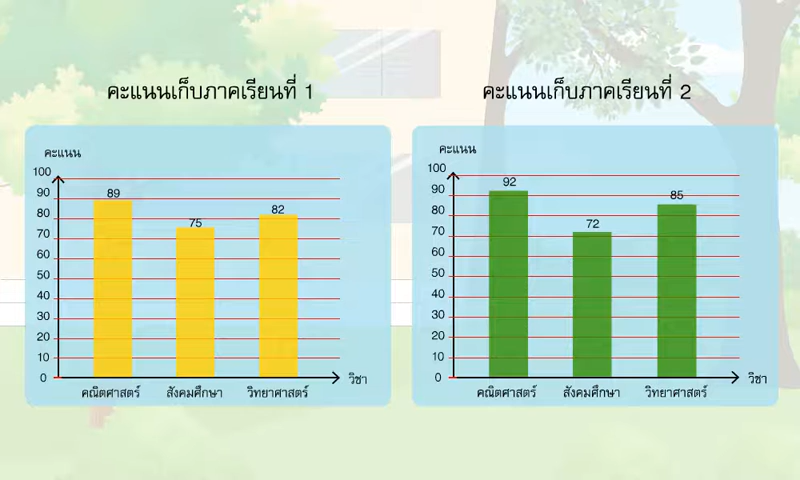 คะแนนเก็บภาคเรียนที่ 1
คะแนน
100
90
80
70
60
50
40
30
20
10
0
89
75
82
คณิตศาสตร์
สังคมศึกษา
วิทยาศาสตร์
วิชา
คะแนนเก็บภาคเรียนที่ 2
คะแนน
100
90
80
70
60
50
40
30
20
10
0
92
72
85
คณิตศาสตร์
สังคมศึกษา
วิทยาศาสตร์
วิชา